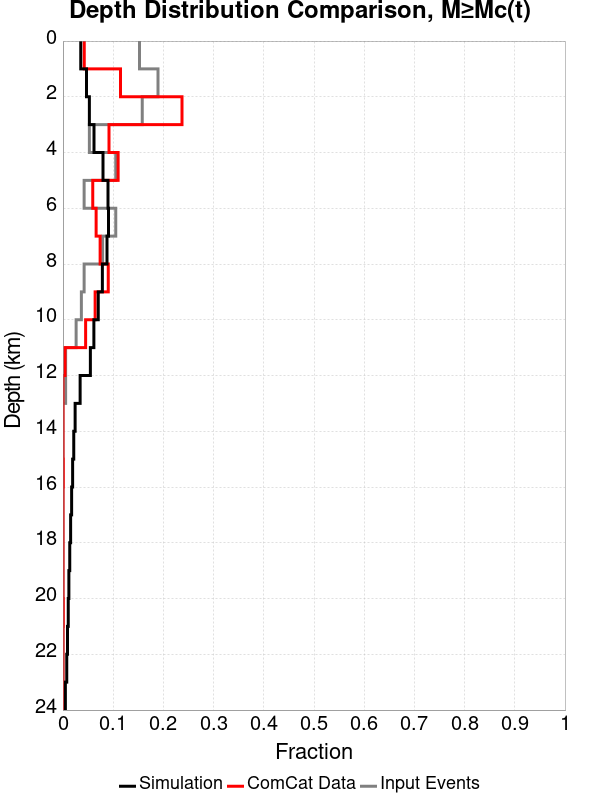 Depth Distribution Comparison, M≥Mc(t)
0
2
4
6
8
10
12
14
16
18
20
22
24
Depth (km)
0 0.1 0.2 0.3 0.4 0.5 0.6 0.7 0.8 0.9 1
Fraction
Simulation ComCat Data Input Events